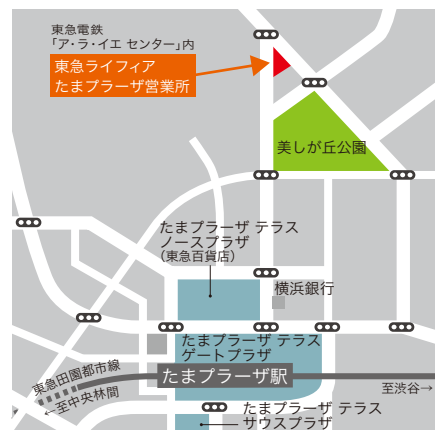 東急電鉄
「ア・ラ・イエ センター」内
東急ライフィア
たまプラーザ営業所
美しが丘公園
たまプラーザ テラス
ノースプラザ
(東急百貨店)
横浜銀行
たまプラーザ テラス
ゲートプラザ
東急田園都市線
たまプラーザ駅
至渋谷→
←至中央林間
たまプラーザ テラス
サウスプラザ